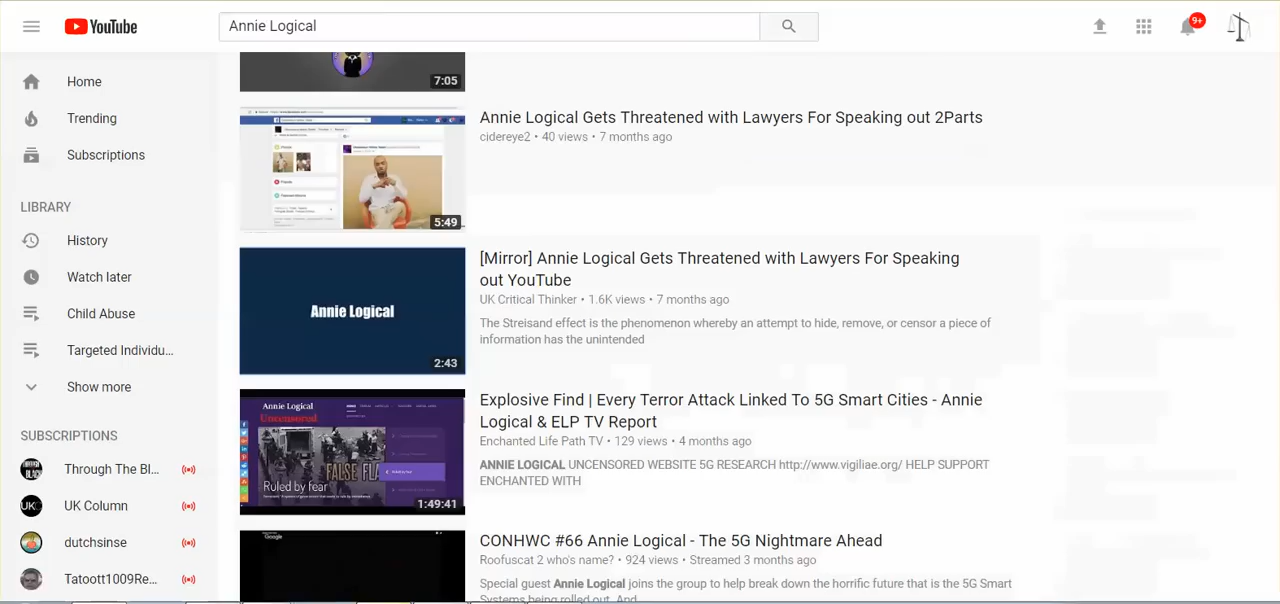 YouTube
Annie Logical
9+
Home
Trending
Subscriptions
LIBRARY
History
Watch later
Child Abuse
Targeted Individu...
Show more
SUBSCRIPTIONS
Through The Bl...
UK Column
dutchsinse
Tatoott1009Re...
7:05
5:49
Annie Logical Gets Threatened with Lawyers For Speaking out 2Parts
cidereye2 • 40 views • 7 months ago
Annie Logical
2:43
[Mirror] Annie Logical Gets Threatened with Lawyers For Speaking
out YouTube
UK Critical Thinker • 1.6K views • 7 months ago
The Streisand effect is the phenomenon whereby an attempt to hide, remove, or censor a piece of
information has the unintended
Annie Logical
Uncensored
FALSE FLA
Ruled by fear
1:49:41
Explosive Find | Every Terror Attack Linked To 5G Smart Cities - Annie
Logical & ELP TV Report
Enchanted Life Path TV • 129 views • 4 months ago
ANNIE LOGICAL UNCENSORED WEBSITE 5G RESEARCH http://www.vigiliae.org/ HELP SUPPORT
ENCHANTED WITH
Google
CONHWC #66 Annie Logical - The 5G Nightmare Ahead
Roofuscat 2 who's name? • 924 views • Streamed 3 months ago
Special guest Annie Logical joins the group to help break down the horrific future that is the 5G Smart
Systems being rolled out. And